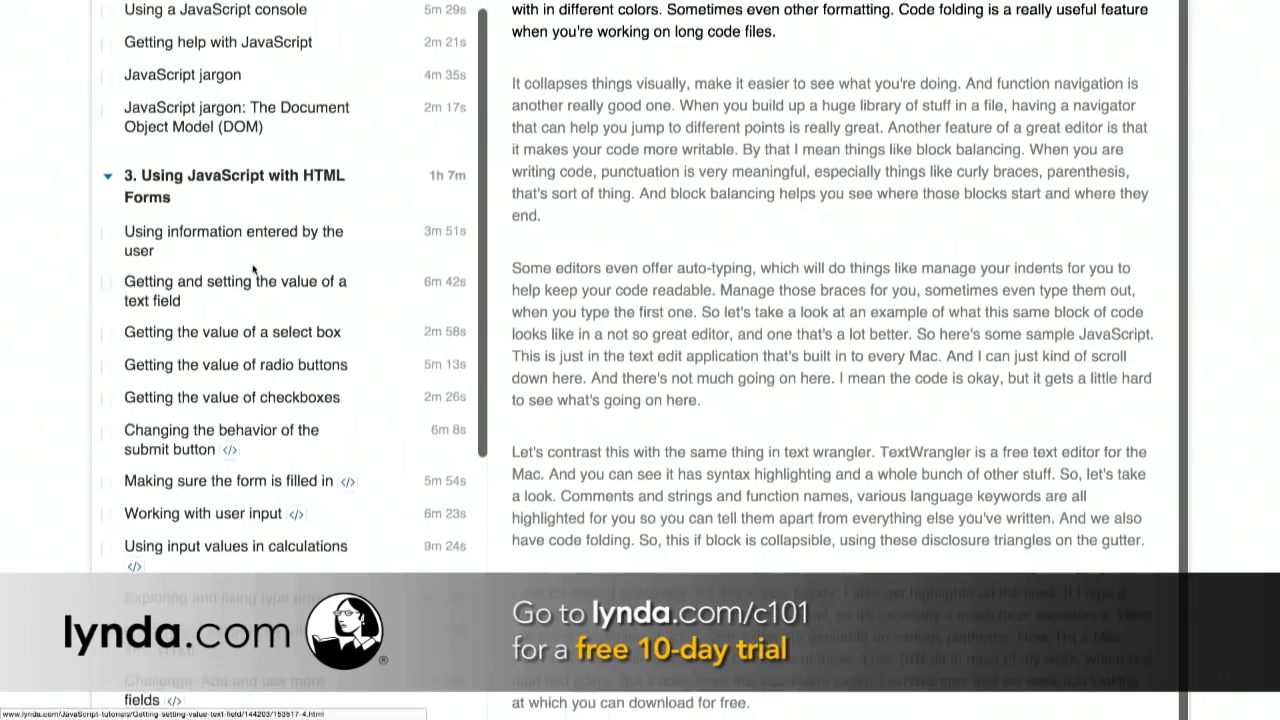 Using a JavaScript console 5m 29s
Getting help with JavaScript 2m 21s
JavaScript jargon 4m 35s
JavaScript jargon: The Document 2m 17s
Object Model (DOM)
3. Using JavaScript with HTML 1h 7m
Forms
Using information entered by the 3m 51s
user
Getting and setting the value of a 6m 42s
text field
Getting the value of a select box 2m 58s
Getting the value of radio buttons 5m 13s
Getting the value of checkboxes 2m 26s
Changing the behavior of the 6m 8s
submit button </>
Making sure the form is filled in </> 5m 54s
Working with user input </> 6m 23s
Using input values in calculations 9m 24s
</>
fields </>
with in different colors. Sometimes even other formatting. Code folding is a really useful feature
when you're working on long code files.
It collapses things visually, make it easier to see what you're doing. And function navigation is
another really good one. When you build up a huge library of stuff in a file, having a navigator
that can help you jump to different points is really great. Another feature of a great editor is that
it makes your code more writable. By that I mean things like block balancing. When you are
writing code, punctuation is very meaningful, especially things like curly braces, parenthesis,
that's sort of thing. And block balancing helps you see where those blocks start and where they
end.
Some editors even offer auto-typing, which will do things like manage your indents for you to
help keep your code readable. Manage those braces for you, sometimes even type them out,
when you type the first one. So let's take a look at an example of what this same block of code
looks like in a not so great editor, and one that's a lot better. So here's some sample JavaScript.
This is just in the text edit application that's built in to every Mac. And I can just kind of scroll
down here. And there's not much going on here. I mean the code is okay, but it gets a little hard
to see what's going on here.
Let's contrast this with the same thing in text wrangler. TextWrangler is a free text editor for the
Mac. And you can see it has syntax highlighting and a whole bunch of other stuff. So, let's take
a look. Comments and strings and function names, various language keywords are all
highlighted for you so you can tell them apart from everything else you've written. And we also
have code folding. So, this if block is collapsible, using these disclosure triangles on the gutter.
at which you can download for free.
lynda.com ®
Go to lynda.com/c101
for a free 10-day trial
www.lynda.com/JavaScript-tutorials/Getting-setting-value-text-field/144203/153517-4.html